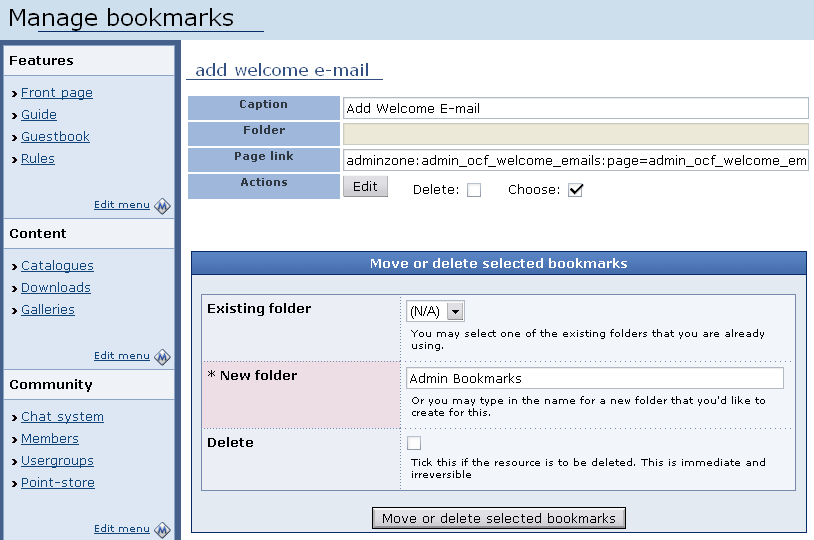 Manage bookmarks
Features
Front page
Guide
Guestbook
Rules
Edit menu
Content
Catalogues
Downloads
Galleries
Edit menu
Community
Chat system
Members
Usergroups
Point-store
Edit menu
add welcome e-mail
Caption
Add Welcome E-mail
Folder
Page link
adminzone:admin_ocf_welcome_emails:page=admin_ocf_welcome_em
Actions
Edit Delete: Choose:
Move or delete selected bookmarks
Existing folder
(N/A)
You may select one of the existing folders that you are already
using.
* New folder
Admin Bookmarks
Or you may type in the name for a new folder that you'd like to
create for this.
Delete
Tick this if the resource is to be deleted. This is immediate and
irreversible
Move or delete selected bookmarks